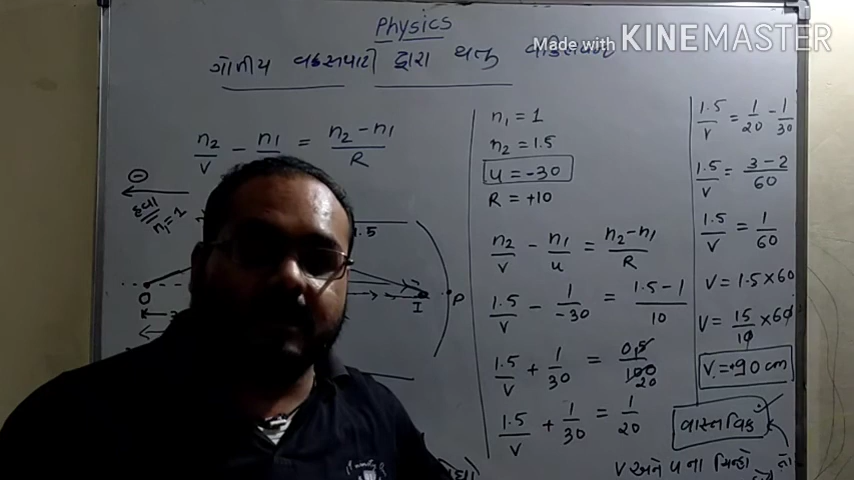 Physics
Made with KINEMASTER
ગોળીય વક્રસપાટી દ્વારા થતું
n2/v - n1/ = n2-n1/R
⊖
હવા
n1=1
1.5
O
I
P
n1 = 1
n2 = 1.5
u = -30
R = +10
n2/v - n1/u = n2-n1/R
1.5/v - 1/-30 = 1.5-1/10
1.5/v + 1/30 = 0.5/100 20
1.5/v + 1/30 = 1/20
1.5/v = 1/20 - 1/30
1.5/v = 3-2/60
1.5/v = 1/60
V = 1.5×60
V = 15/10 ×60
V = +90 cm
વાસ્તવિક
v અને u ના ચિન્હો